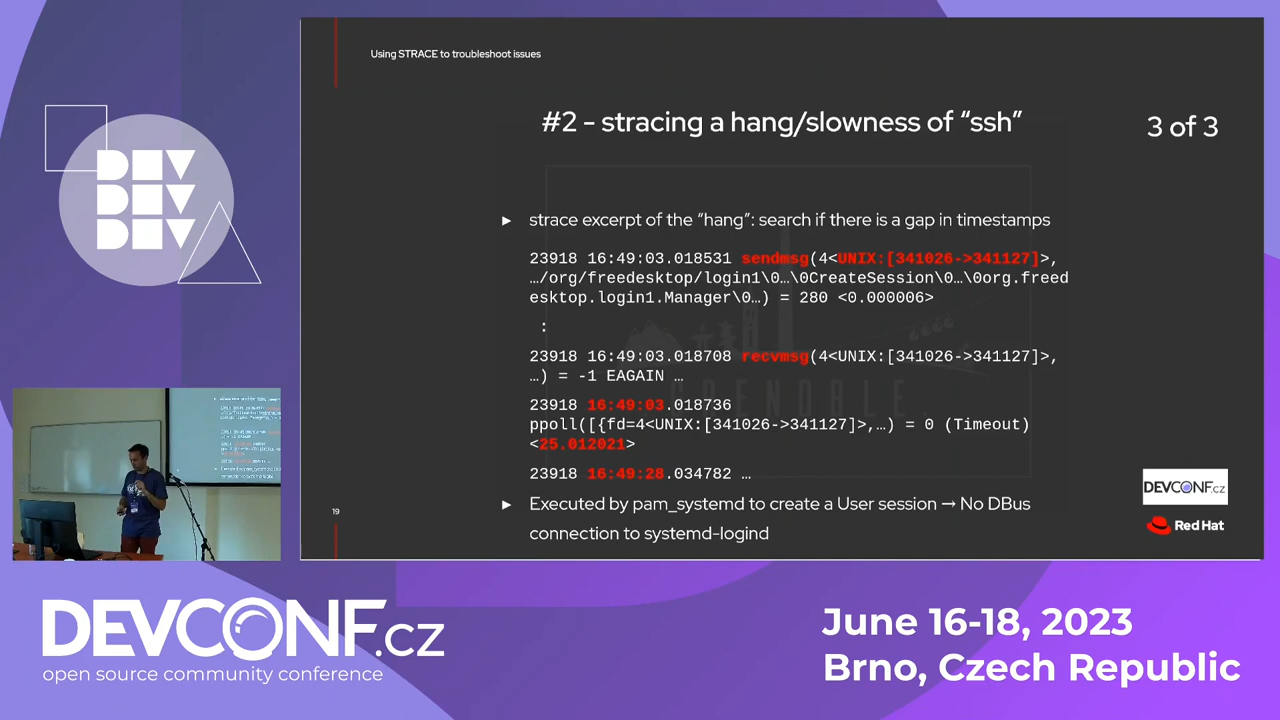 Using STRACE to troubleshoot issues
#2 - stracing a hang/slowness of “ssh”
3 of 3
► strace excerpt of the ”hang”: search if there is a gap in timestamps
23918 16:49:03.018531 sendmsg(4<UNIX:[341026->341127]>,
…/org/freedesktop/login1\0…\0CreateSession\0…\0org.freed
esktop.login1.Manager\0…) = 280 <0.000006>
:
23918 16:49:03.018708 recvmsg(4<UNIX:[341026->341127]>,
…) = -1 EAGAIN …
23918 16:49:03.018736
ppoll([{fd=4<UNIX:[341026->341127]>,…) = 0 (Timeout)
<25.012021>
23918 16:49:28.034782 …
► Executed by pam_systemd to create a User session → No DBus
connection to systemd-logind
GRENOBLE
19
DEVCONF.cz
Red Hat
DEV
DEV
DEV
DEVCONF.cz
open source community conference
June 16-18, 2023
Brno, Czech Republic